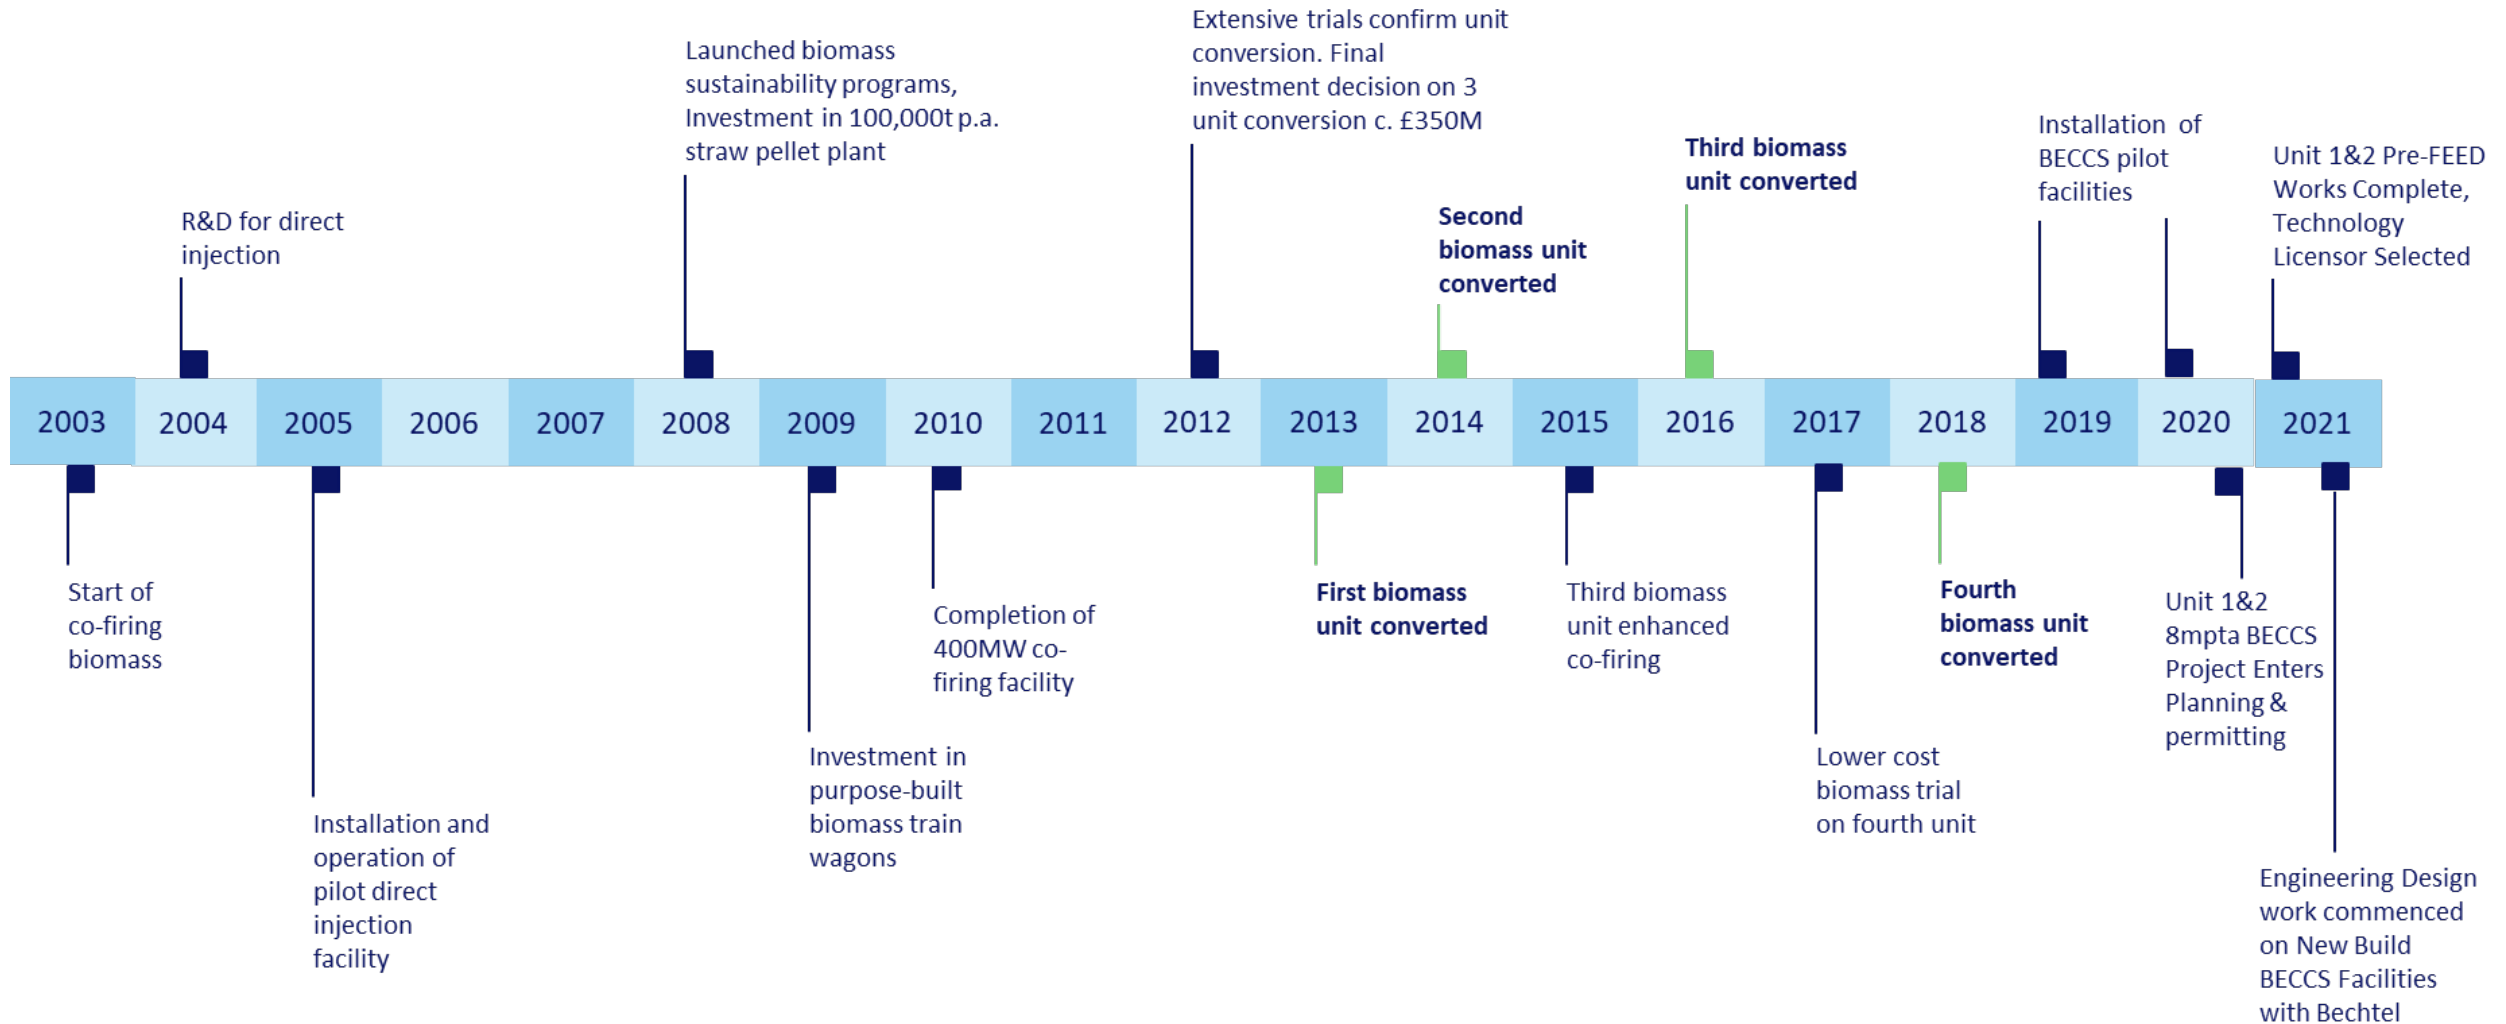 Extensive trials confirm unit
conversion. Final
investment decision on 3
unit conversion c. £350M
Launched biomass
sustainability programs,
Investment in 100,000t p.a.
straw pellet plant
Installation of
BECCS pilot
facilities
Third biomass
unit converted
Unit 1&2 Pre-FEED
Works Complete,
Technology
Licensor Selected
R&D for direct
injection
Second
biomass unit
converted
2003 2004 2005 2006 2007 2008 2009 2010 2011 2012 2013 2014 2015 2016 2017 2018 2019 2020 2021
Start of
co-firing
biomass
Installation and
operation of
pilot direct
injection
facility
Investment in
purpose-built
biomass train
wagons
Completion of
400MW co-
firing facility
First biomass
unit converted
Third biomass
unit enhanced
co-firing
Lower cost
biomass trial
on fourth unit
Fourth
biomass unit
converted
Unit 1&2
8mpta BECCS
Project Enters
Planning &
permitting
Engineering Design
work commenced
on New Build
BECCS Facilities
with Bechtel